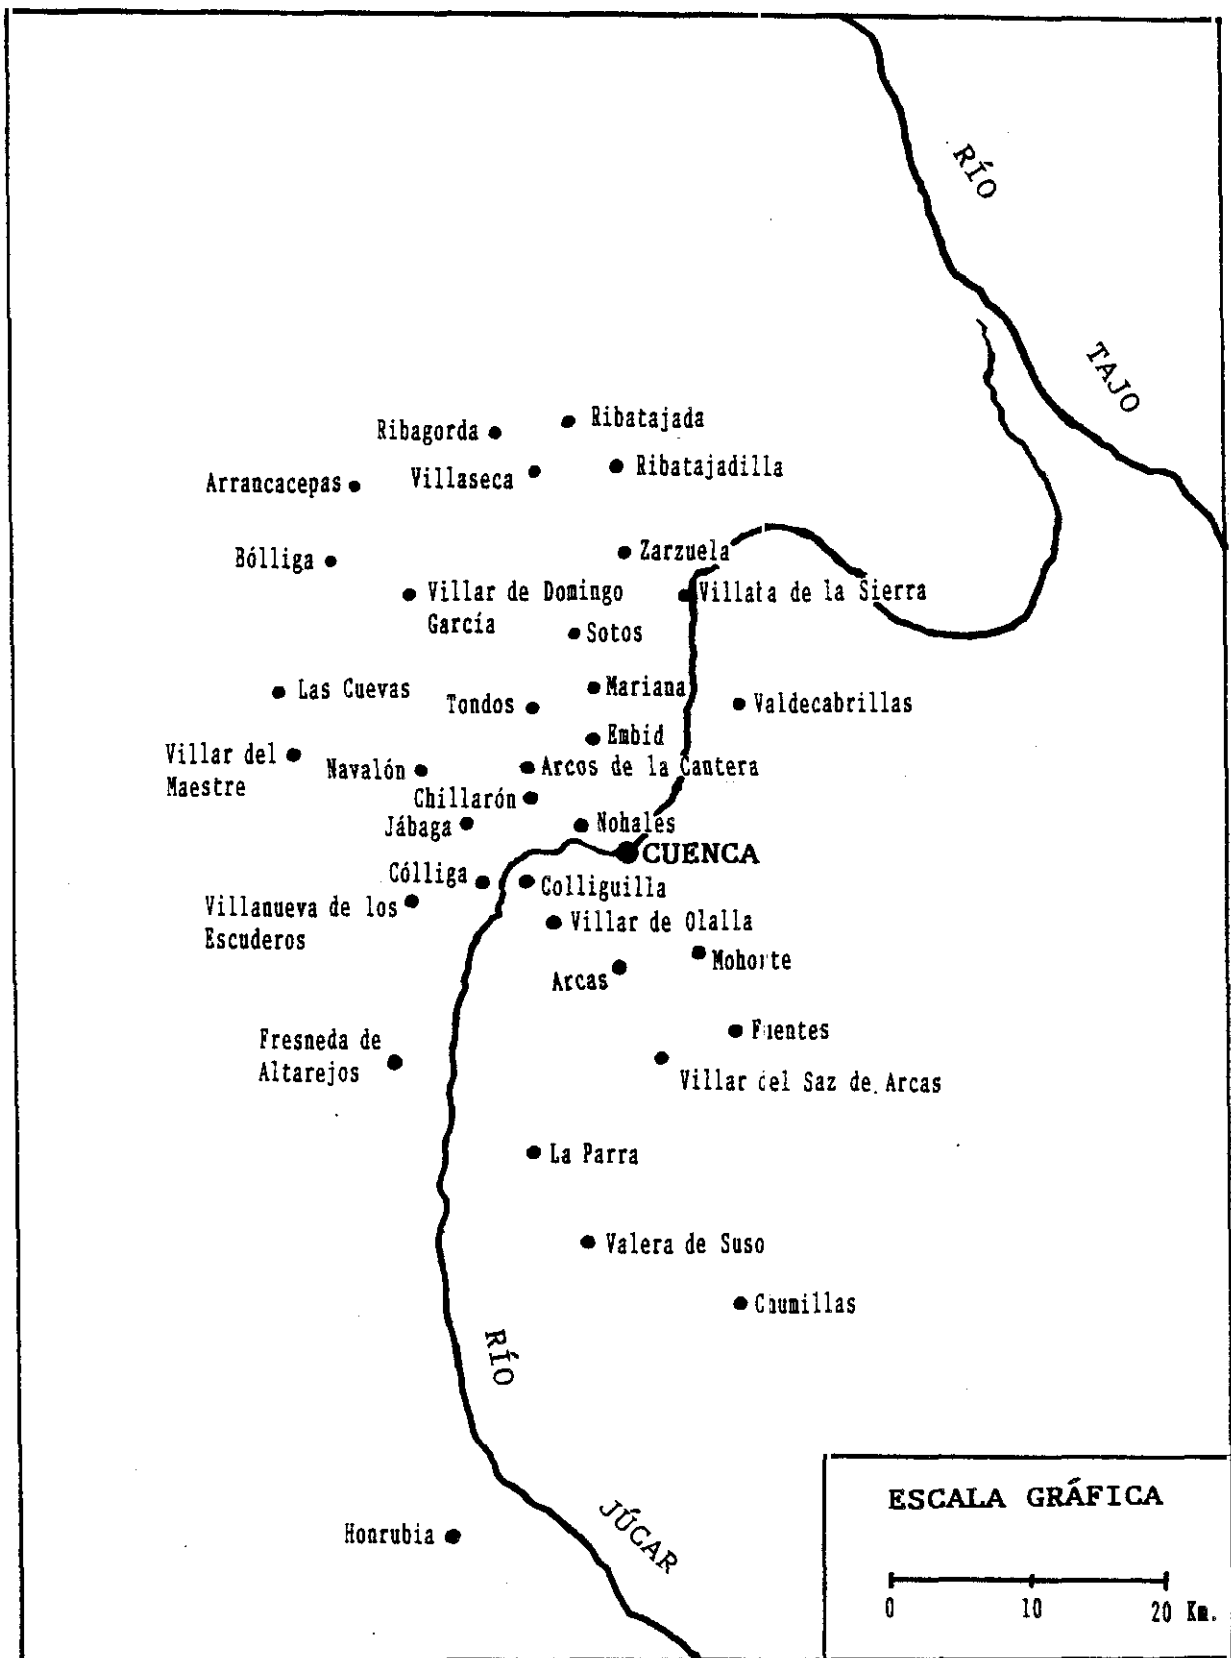 RÍO
TAJO
Ribatajada
Ribagorda
Ribatajadilla
Villaseca
Arrancacepas
Zarzuela
Bólliga
Villar de Domingo
García
Villalta de la Sierra
Sotos
Las Cuevas
Mariana
Tondos
Valdecabrillas
Embid
Villar del
Maestre
Navalón
Arcos de la Cantera
Chillarón
Jábaga
Nohales
CUENCA
Cólliga
Colliguilla
Villanueva de los
Escuderos
Villar de Olalla
Mohorte
Arcas
Fuentes
Fresneda de
Altarejos
Villar del Saz de Arcas
La Parra
Valera de Suso
Chumillas
RÍO
JÚCAR
Honrubia
ESCALA GRÁFICA
0 10 20 Km.